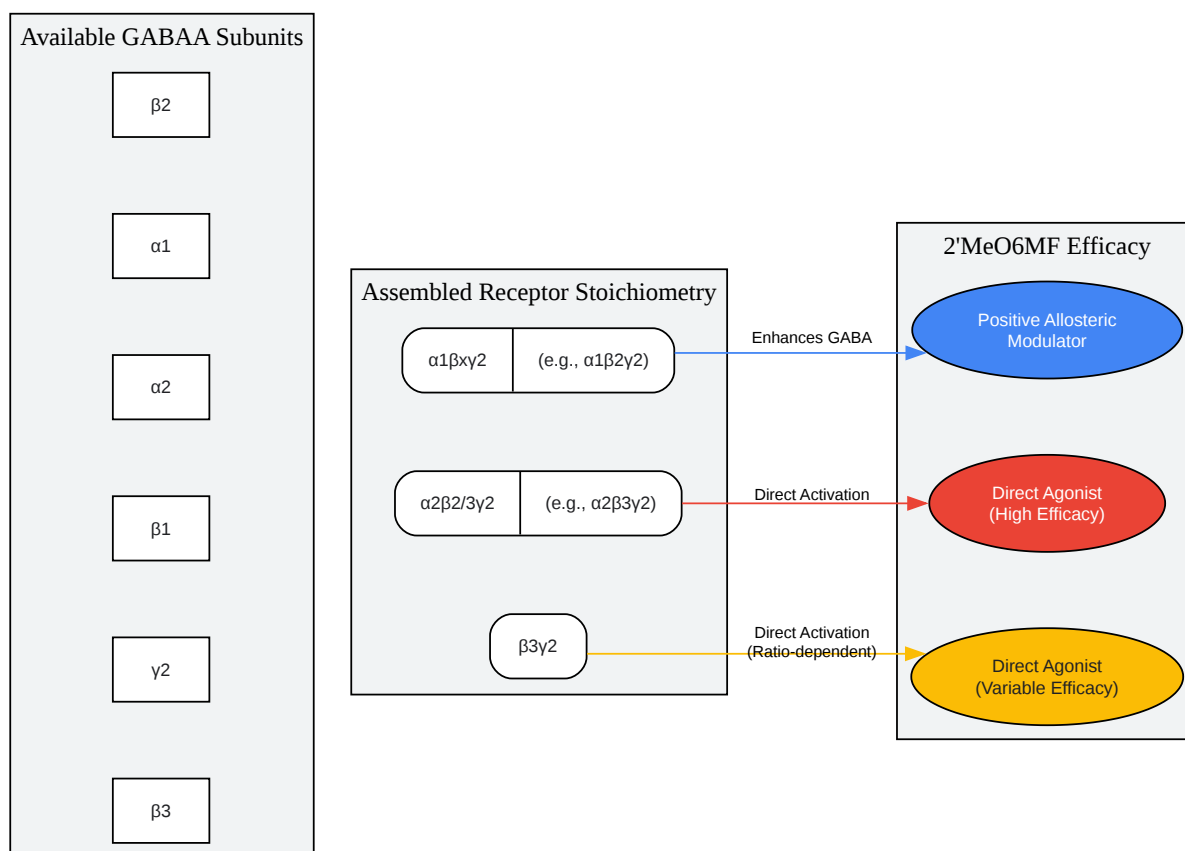 Available GABAA Subunits
β2
α1
α2
β1
γ2
β3
Assembled Receptor Stoichiometry
α1βxγ2
(e.g., α1β2γ2)
α2β2/3γ2
(e.g., α2β3γ2)
β3γ2
Enhances GABA
Direct Activation
Direct Activation
(Ratio-dependent)
2'MeO6MF Efficacy
Positive Allosteric
Modulator
Direct Agonist
(High Efficacy)
Direct Agonist
(Variable Efficacy)